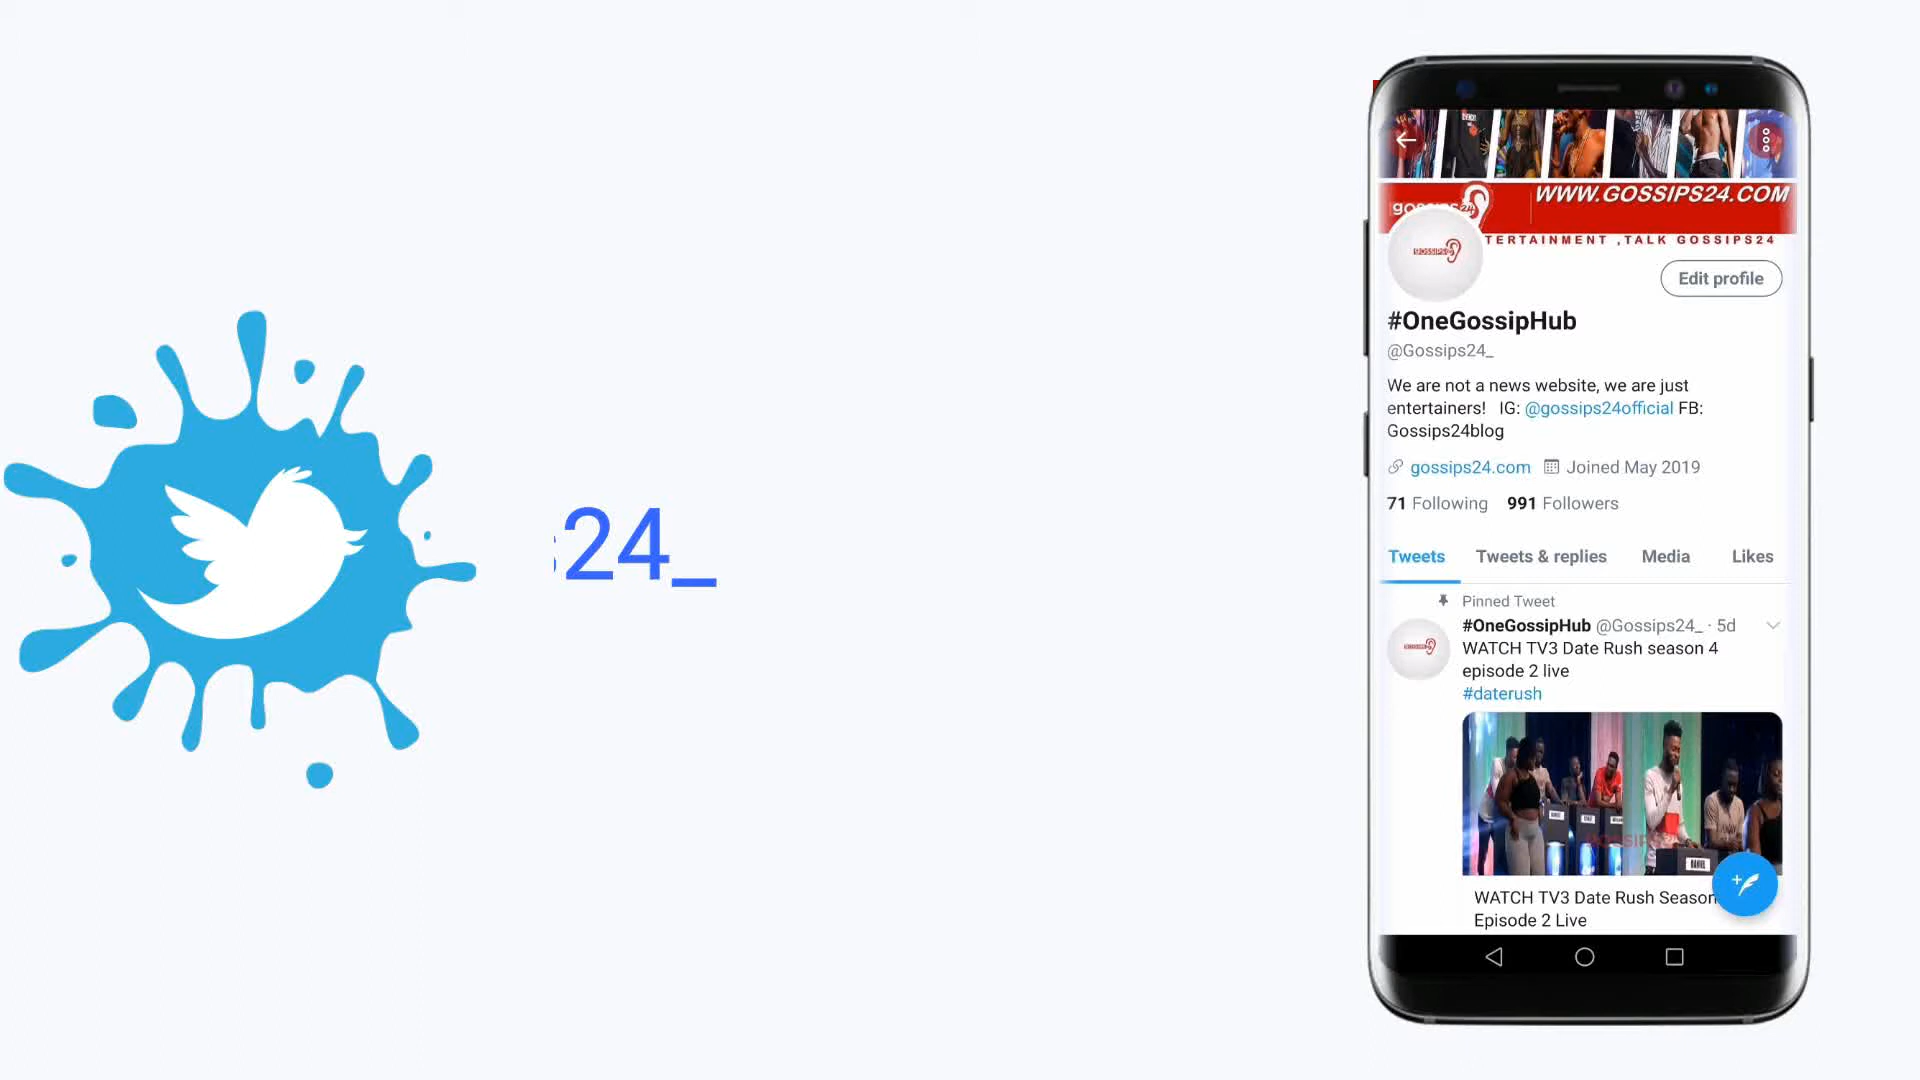 24_
WWW.GOSSIPS24.COM
TERTAINMENT ,TALK GOSSIPS24
GOSSIPS24
Edit profile
#OneGossipHub
@Gossips24_
We are not a news website, we are just
entertainers! IG: @gossips24official FB:
Gossips24blog
gossips24.com Joined May 2019
71 Following 991 Followers
Tweets Tweets & replies Media Likes
Pinned Tweet
#OneGossipHub @Gossips24_ · 5d
WATCH TV3 Date Rush season 4
episode 2 live
#daterush
WATCH TV3 Date Rush Season
Episode 2 Live